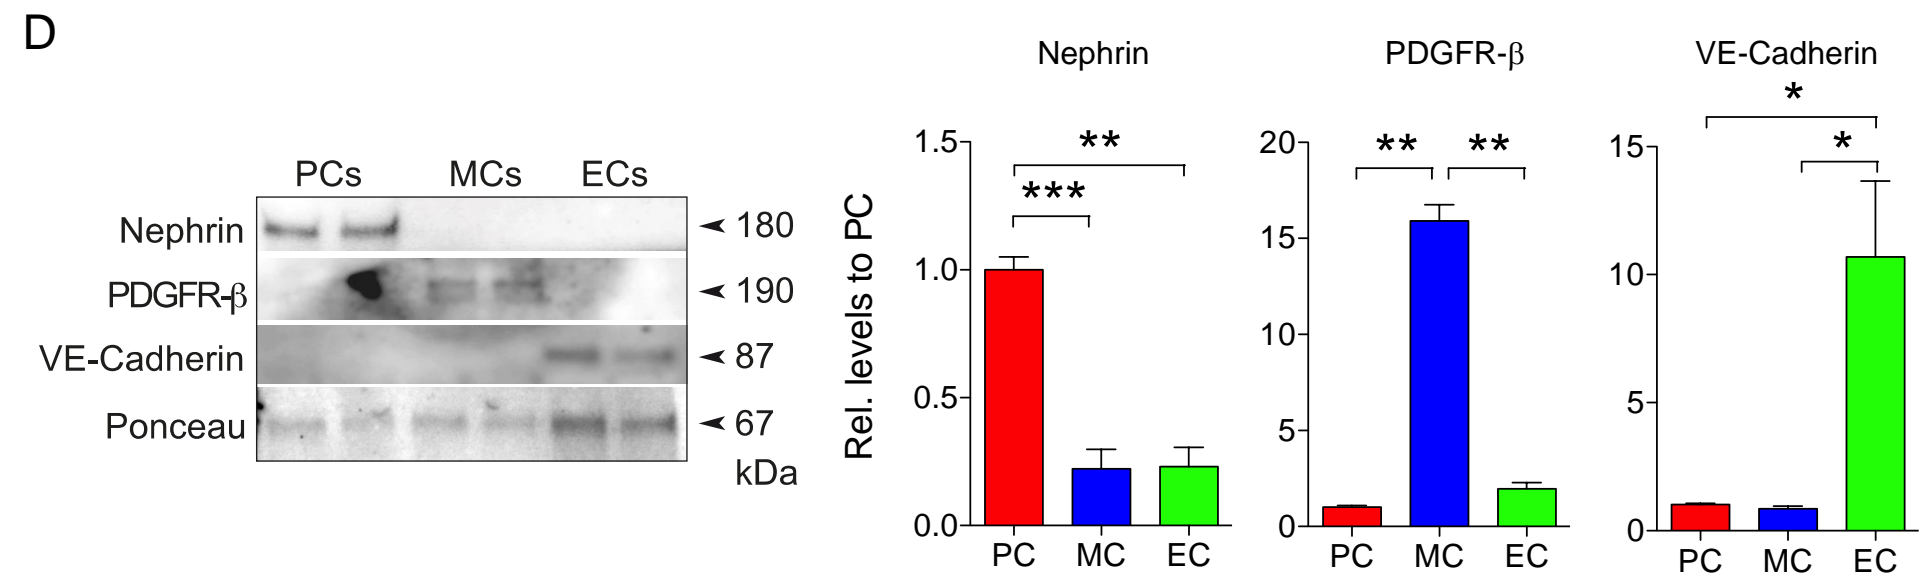 D
PCs MCs ECs
Nephrin 180
PDGFR-β 190
VE-Cadherin 87
Ponceau 67
kDa
Rel. levels to PC
Nephrin
**
***
1.5
1.0
0.5
0.0
PC MC EC
PDGFR-β
** **
20
15
10
5
0
PC MC EC
VE-Cadherin
*
*
15
10
5
0
PC MC EC